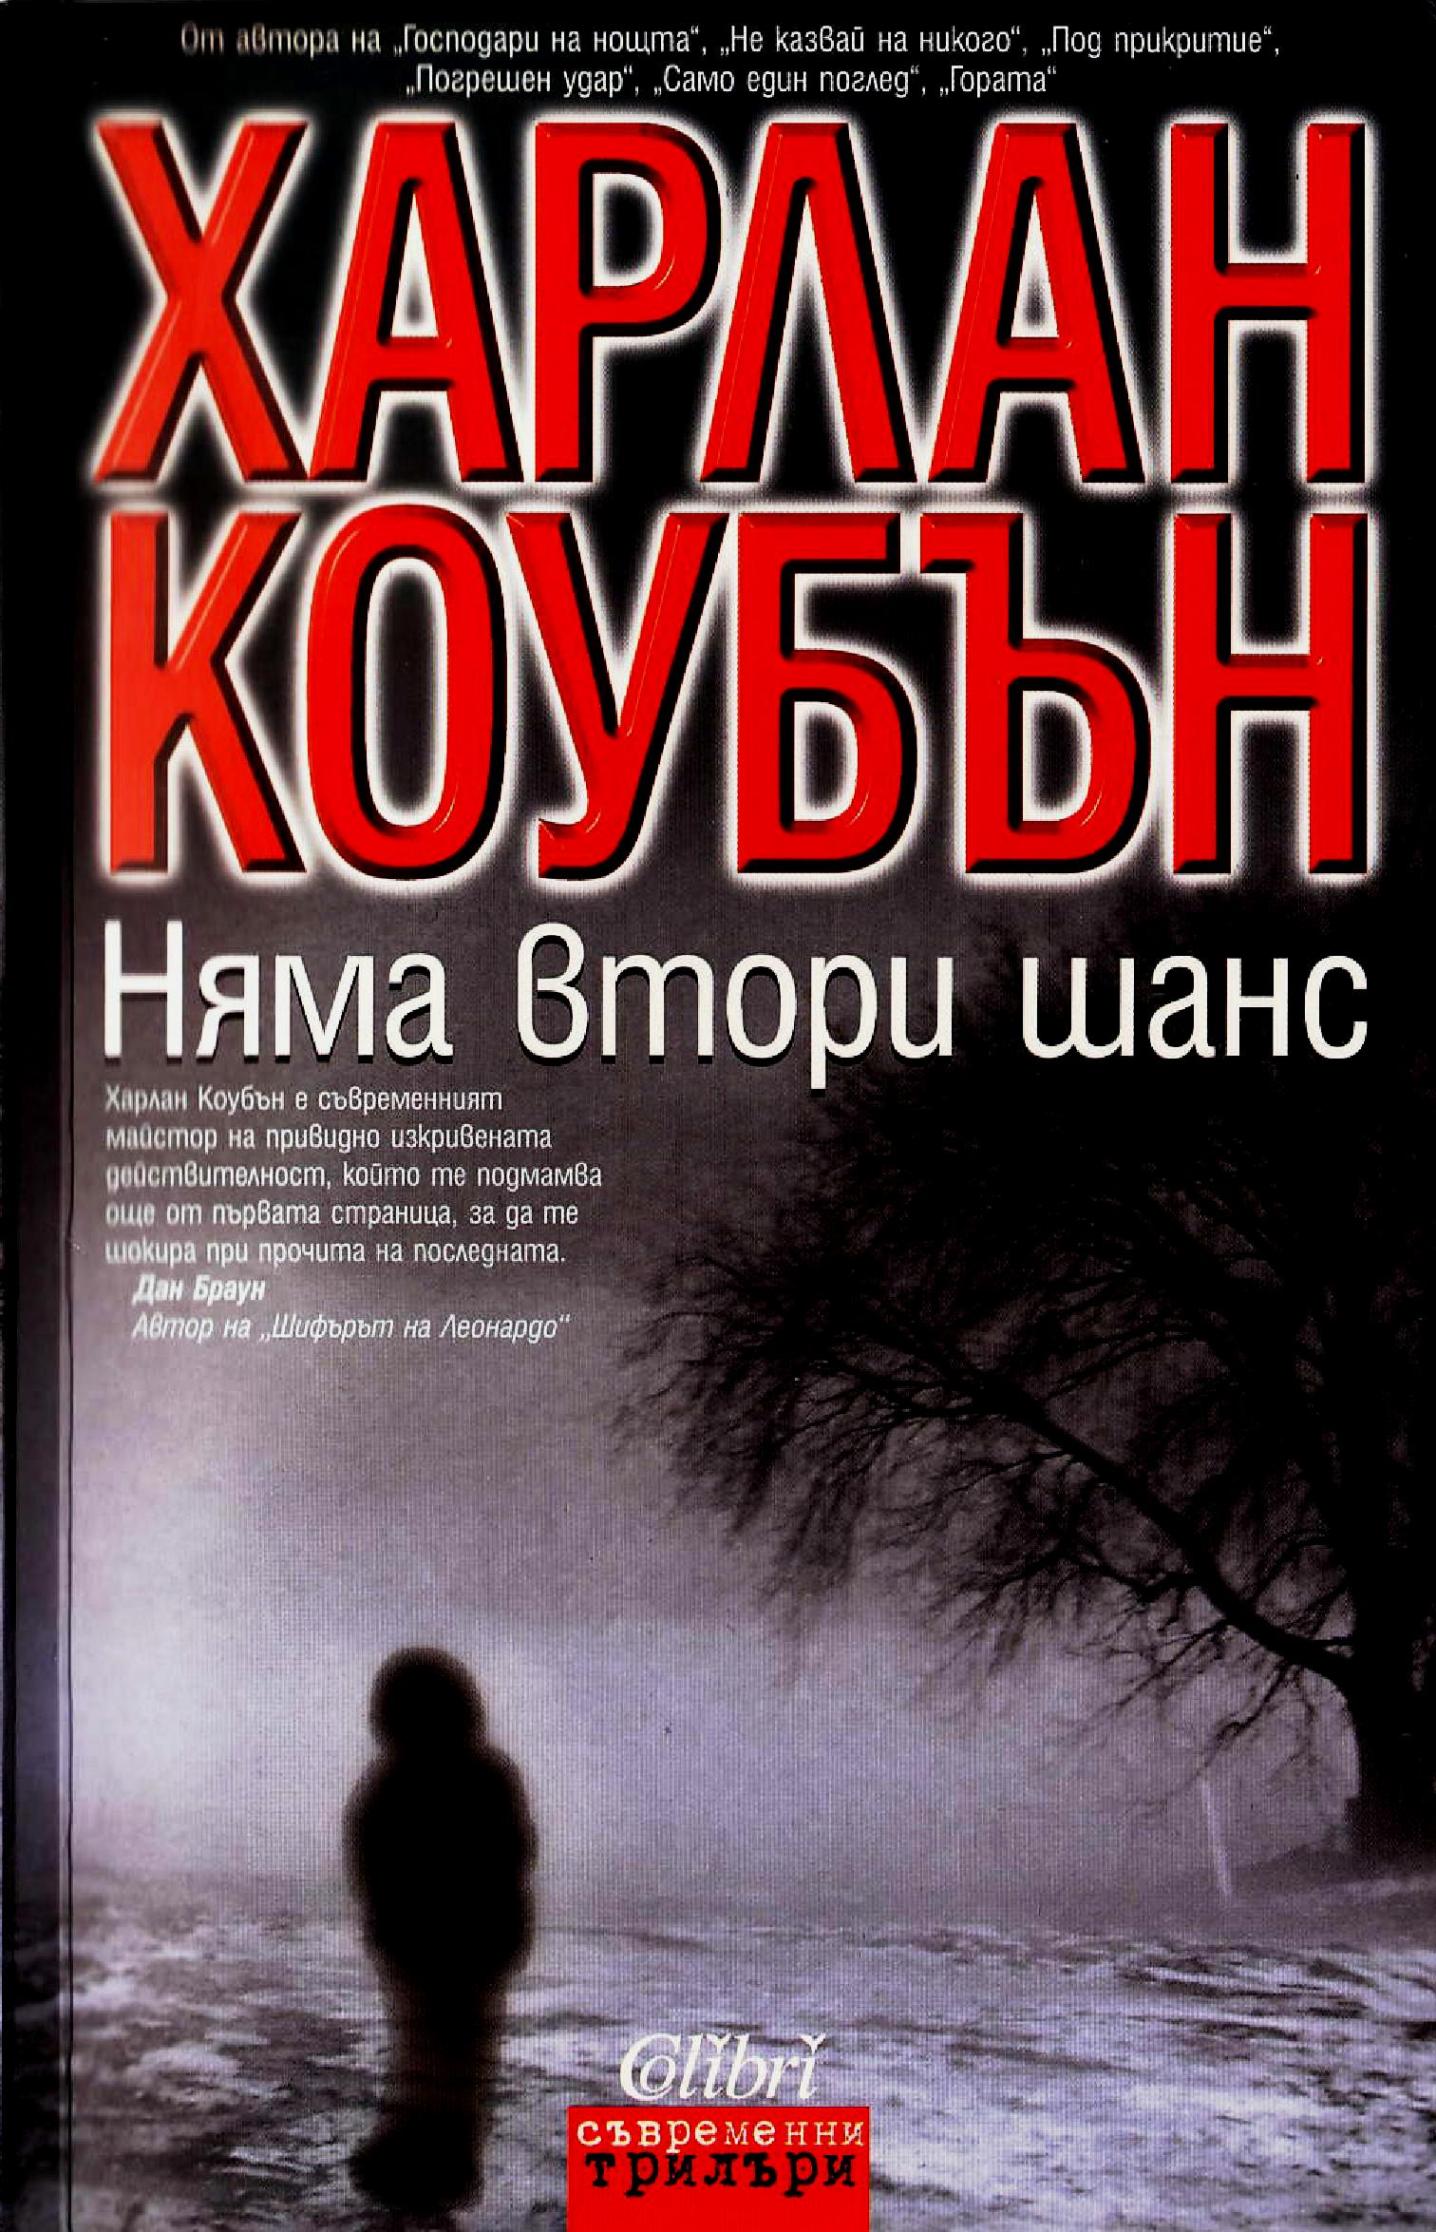 От автора на „Господари на нощта“, „Не казвай на никого“, „Под прикритие“,
„Погрешен удар“, „Само един поглед“, „Гората“
ХАРЛАН
КОУБЪН
Няма втори шанс
Харлан Коубън е съвременният
майстор на привидно изкривената
действителност, който те подмамва
още от първата страница, за да те
шокира при прочита на последната.
Дан Браун
Автор на „Шифърът на Леонардо“
Colibri
съвременни
трилъри